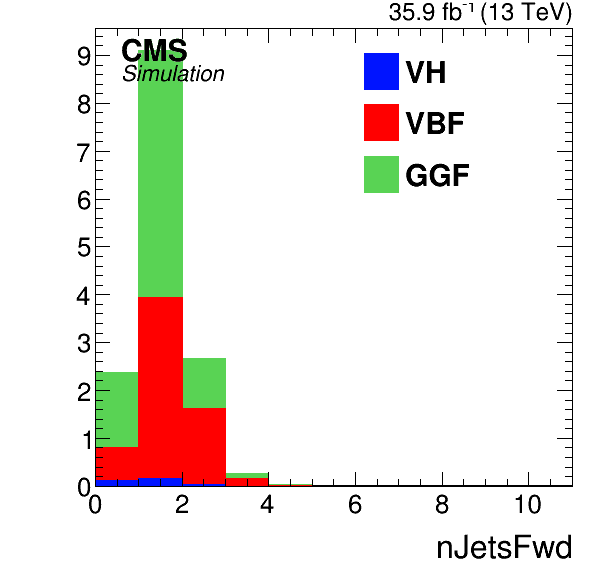 35.9 fb⁻¹ (13 TeV)
CMS
Simulation
VH
VBF
GGF
9
8
7
6
5
4
3
2
1
0
0 2 4 6 8 10
nJetsFwd